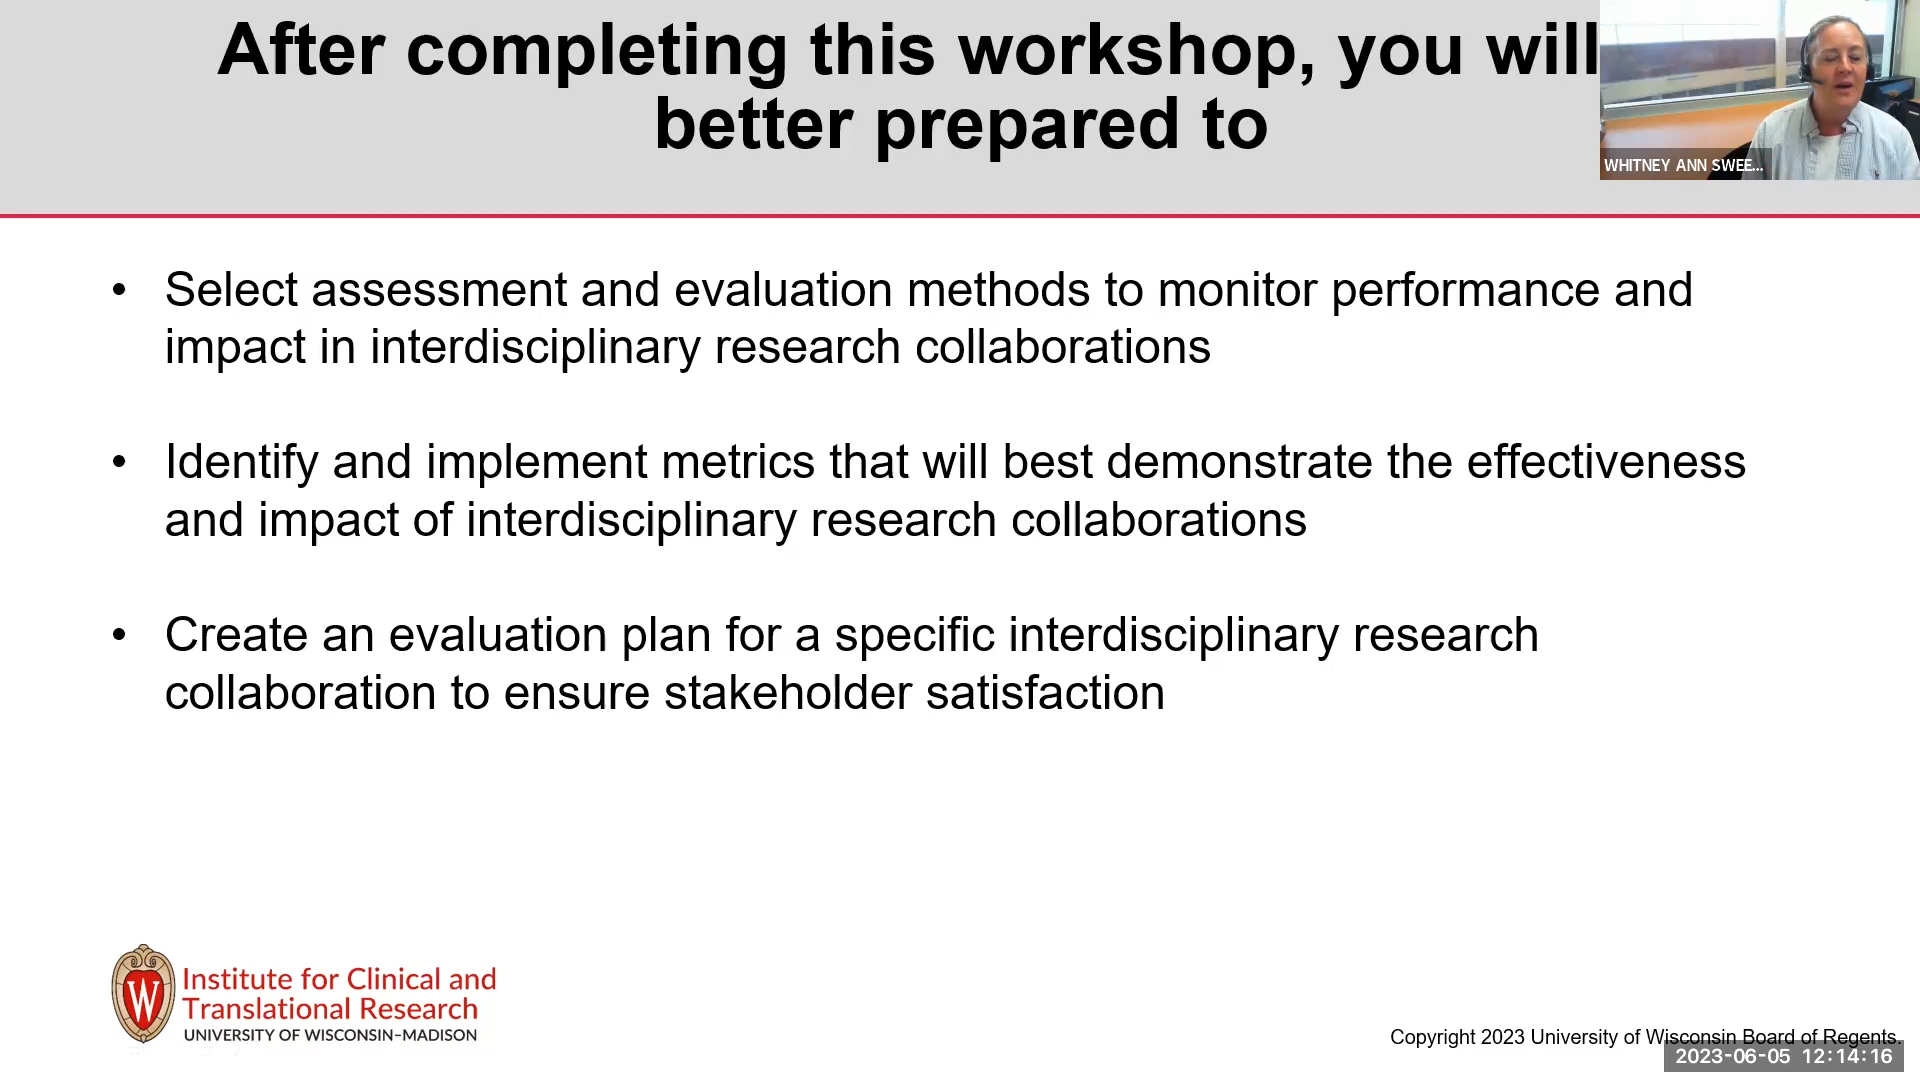 After completing this workshop, you will
better prepared to
WHITNEY ANN SWEE...
• Select assessment and evaluation methods to monitor performance and
impact in interdisciplinary research collaborations
• Identify and implement metrics that will best demonstrate the effectiveness
and impact of interdisciplinary research collaborations
• Create an evaluation plan for a specific interdisciplinary research
collaboration to ensure stakeholder satisfaction
W
Institute for Clinical and
Translational Research
UNIVERSITY OF WISCONSIN–MADISON
Copyright 2023 University of Wisconsin Board of Regents.
2023-06-05 12:14:16